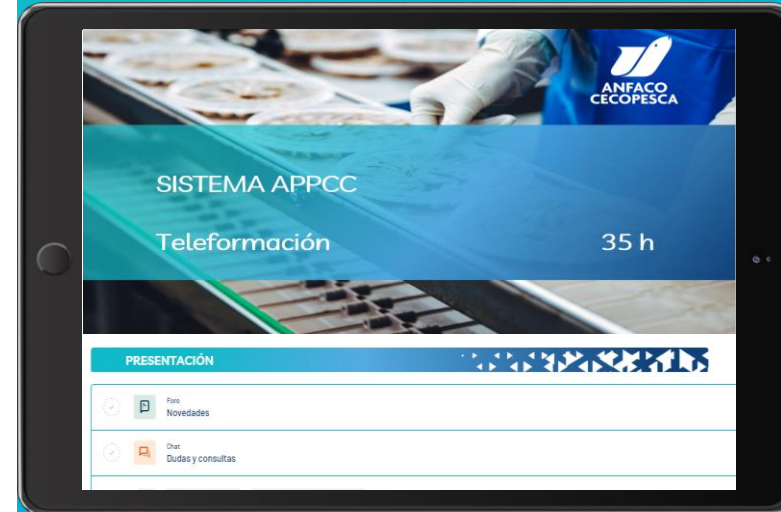 ANFACO
CECOPESCA
SISTEMA APPCC
Teleformación 35 h
PRESENTACIÓN
Foro
Novedades
Chat
Dudas y consultas